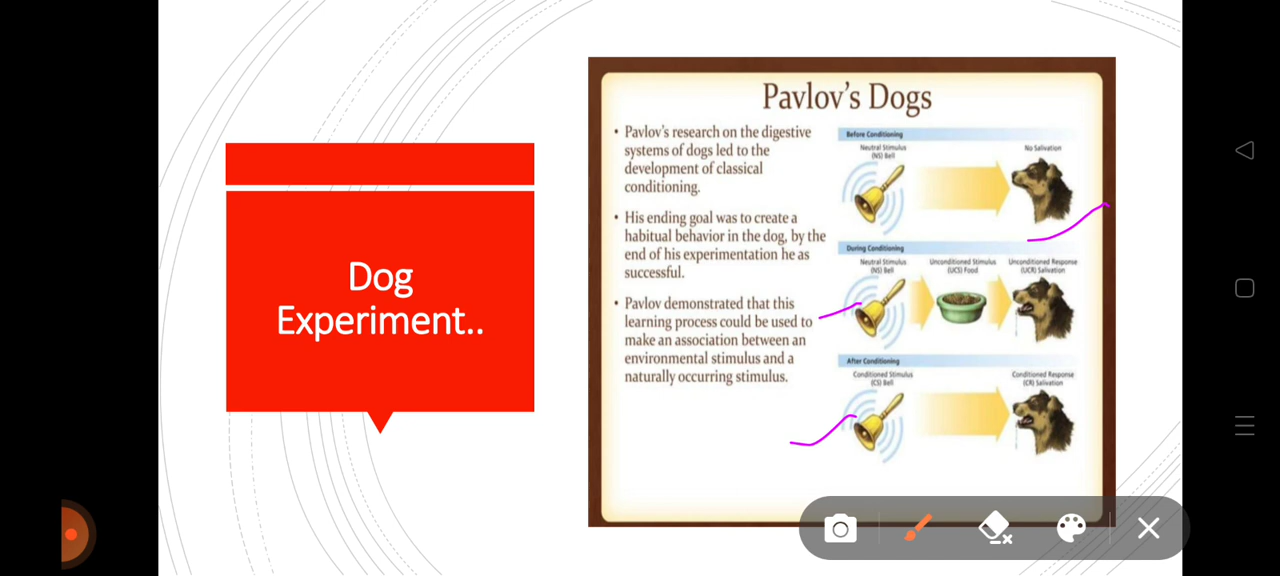 Dog
Experiment..
Pavlov's Dogs
• Pavlov's research on the digestive
systems of dogs led to the
development of classical
conditioning.
• His ending goal was to create a
habitual behavior in the dog, by the
end of his experimentation he as
successful.
• Pavlov demonstrated that this
learning process could be used to
make an association between an
environmental stimulus and a
naturally occurring stimulus.
Before Conditioning
Neutral Stimulus
(NS) Bell
No Salivation
During Conditioning
Neutral Stimulus
(NS) Bell
Unconditioned Stimulus
(UCS) Food
Unconditioned Response
(UCR) Salivation
After Conditioning
Conditioned Stimulus
(CS) Bell
Conditioned Response
(CR) Salivation